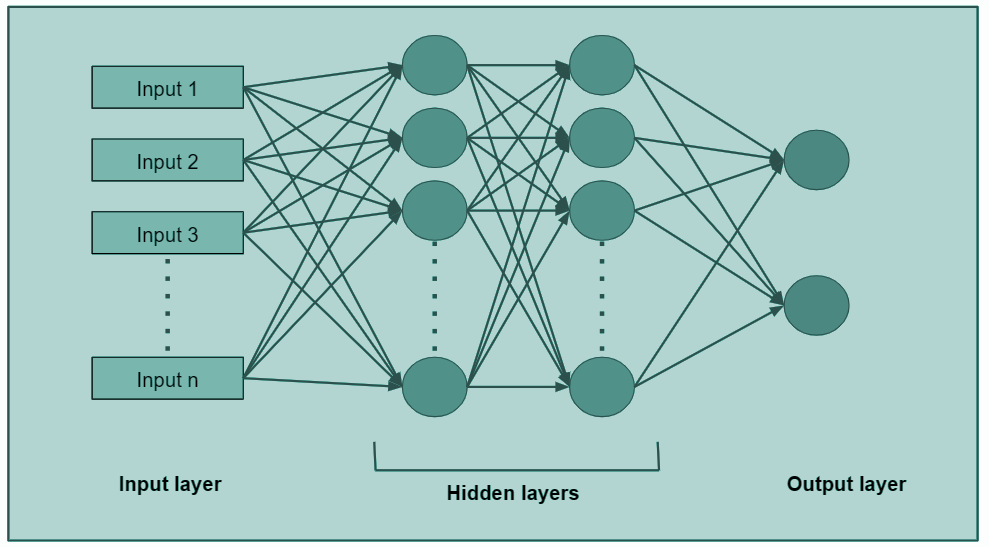 Input 1
Input 2
Input 3
Input n
Input layer
Hidden layers
Output layer